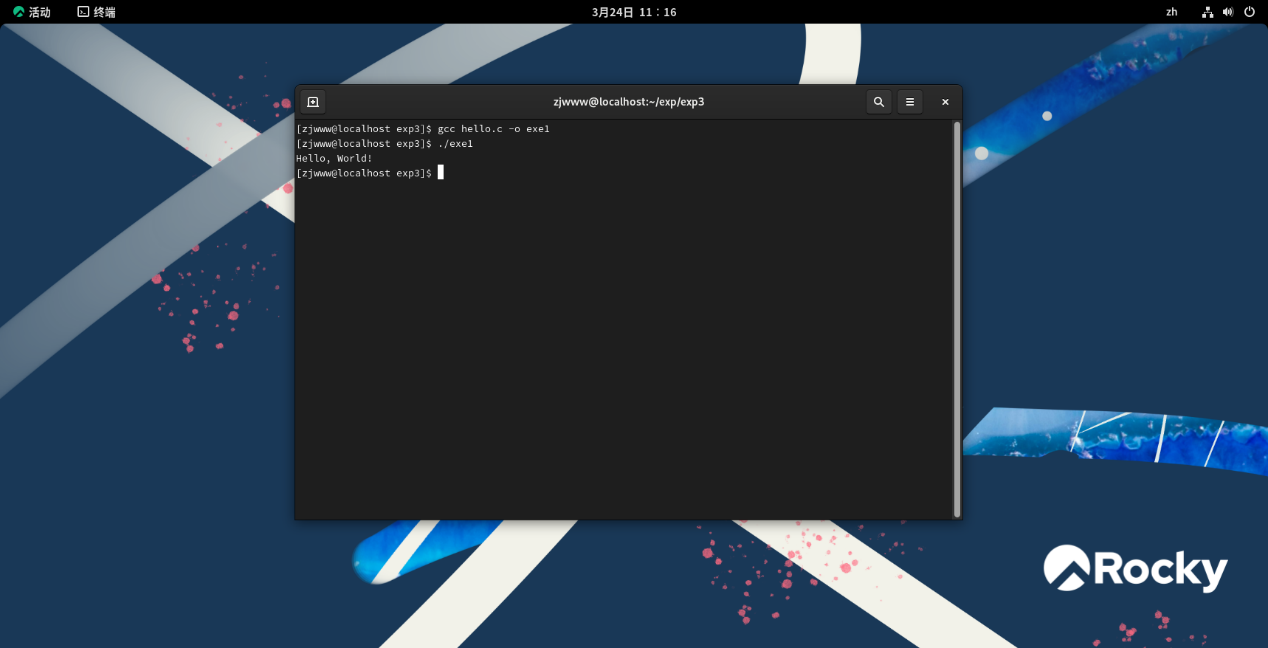 活动 终端 3月24日 11：16 zh
zjwww@localhost:~/exp/exp3
[zjwww@localhost exp3]$ gcc hello.c -o exe1
[zjwww@localhost exp3]$ ./exe1
Hello, World!
[zjwww@localhost exp3]$
Rocky